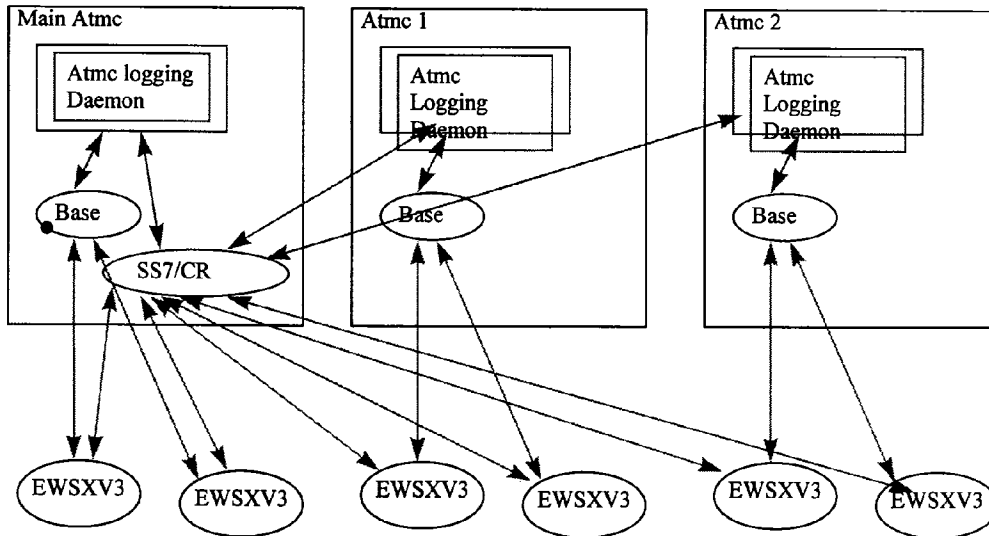 Main Atmc
Atmc 1
Atmc 2
Atmc logging
Daemon
Atmc
Logging
Daemon
Atmc
Logging
Daemon
Base
Base
Base
SS7/CR
EWSXV3
EWSXV3
EWSXV3
EWSXV3
EWSXV3
EWSXV3